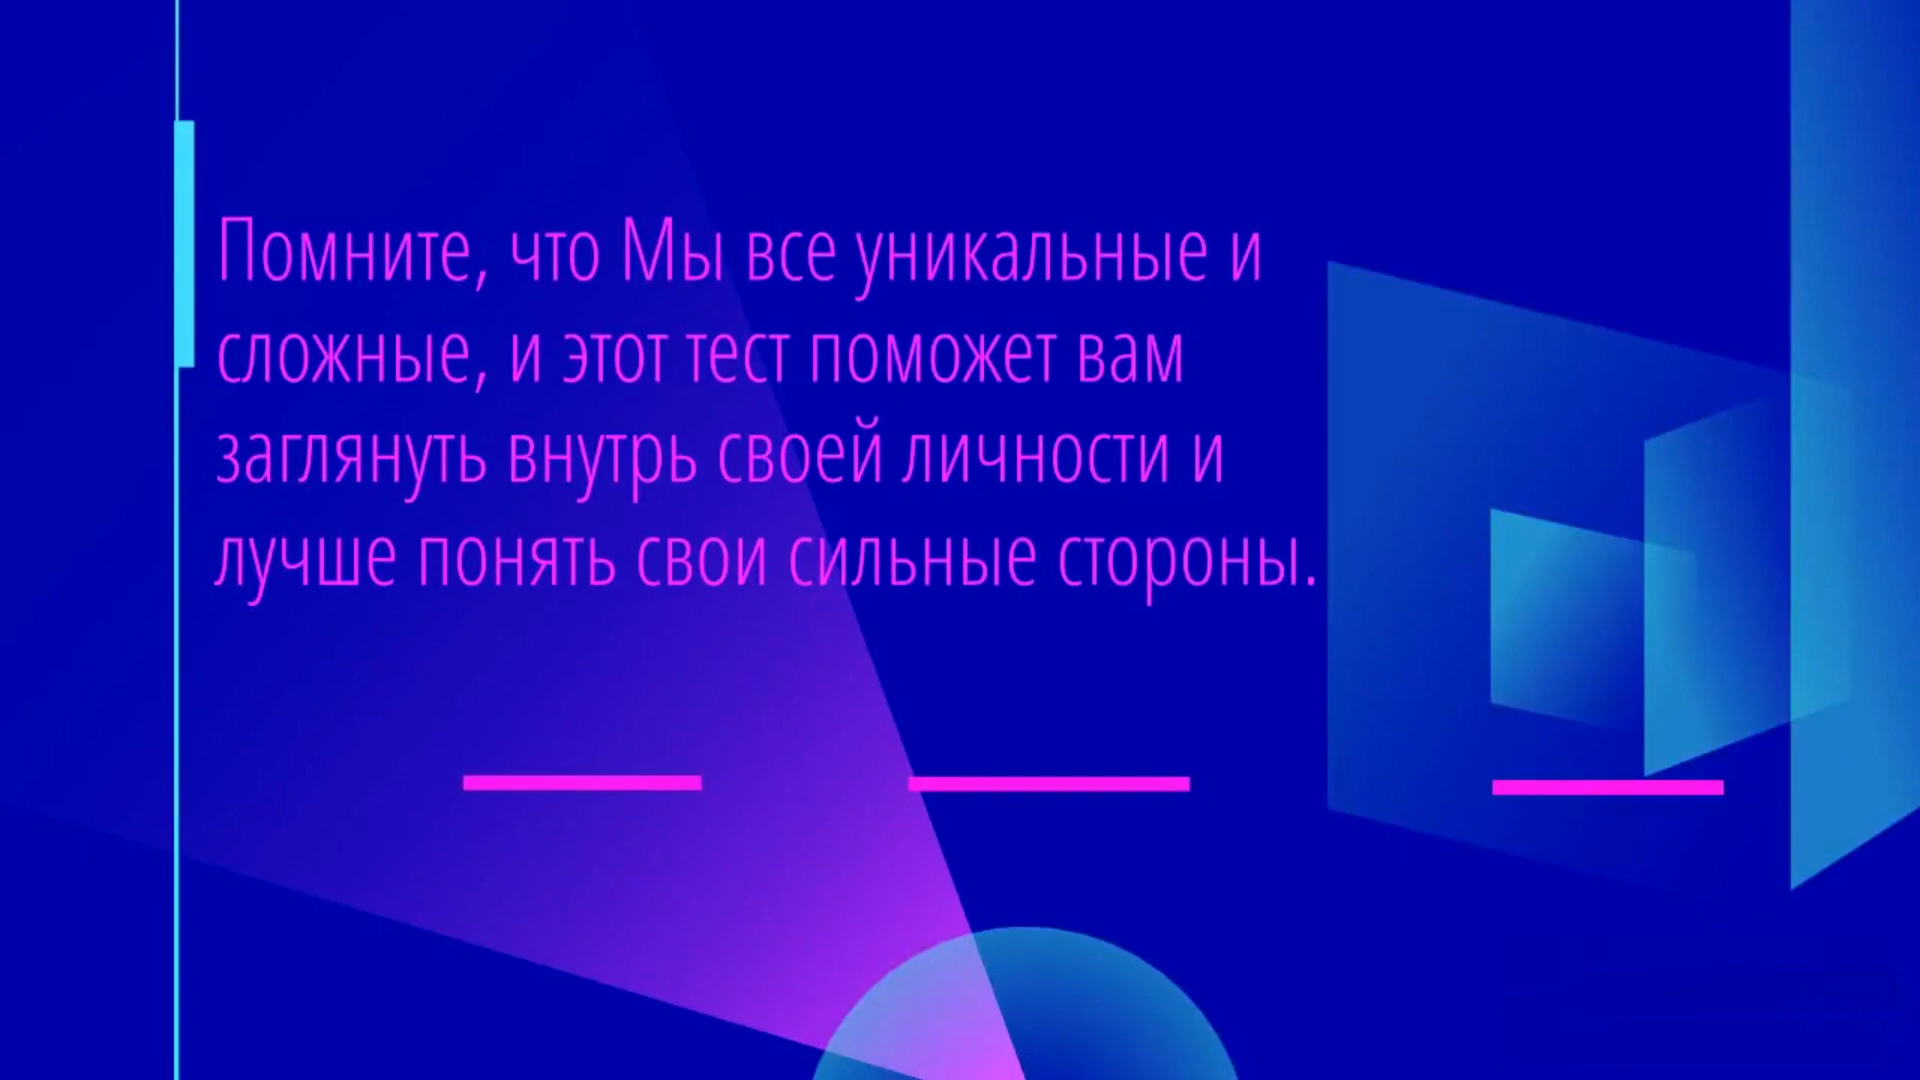 Помните, что Мы все уникальные и
сложные, и этот тест поможет вам
заглянуть внутрь своей личности и
лучше понять свои сильные стороны.